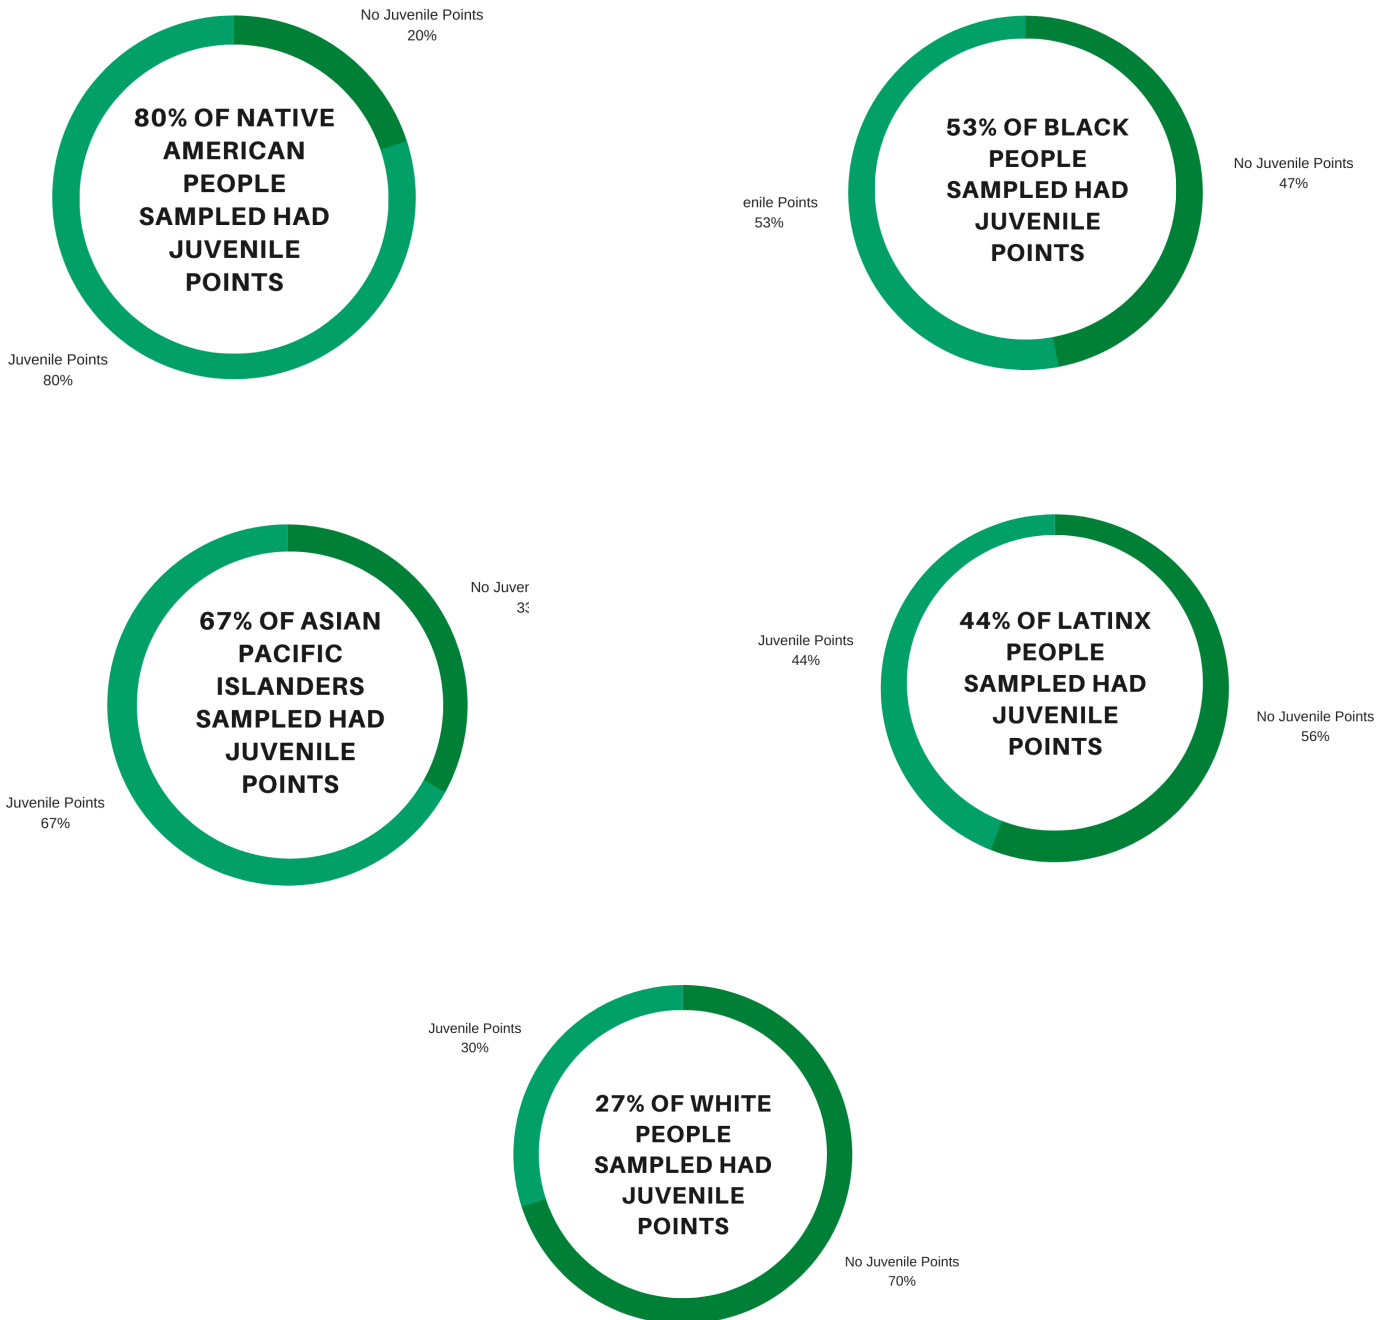 No Juvenile Points
20%
80% OF NATIVE
AMERICAN
PEOPLE
SAMPLED HAD
JUVENILE
POINTS
Juvenile Points
80%
53% OF BLACK
PEOPLE
SAMPLED HAD
JUVENILE
POINTS
No Juvenile Points
47%
enile Points
53%
67% OF ASIAN
PACIFIC
ISLANDERS
SAMPLED HAD
JUVENILE
POINTS
No Juven
33
Juvenile Points
67%
44% OF LATINX
PEOPLE
SAMPLED HAD
JUVENILE
POINTS
Juvenile Points
44%
No Juvenile Points
56%
Juvenile Points
30%
27% OF WHITE
PEOPLE
SAMPLED HAD
JUVENILE
POINTS
No Juvenile Points
70%